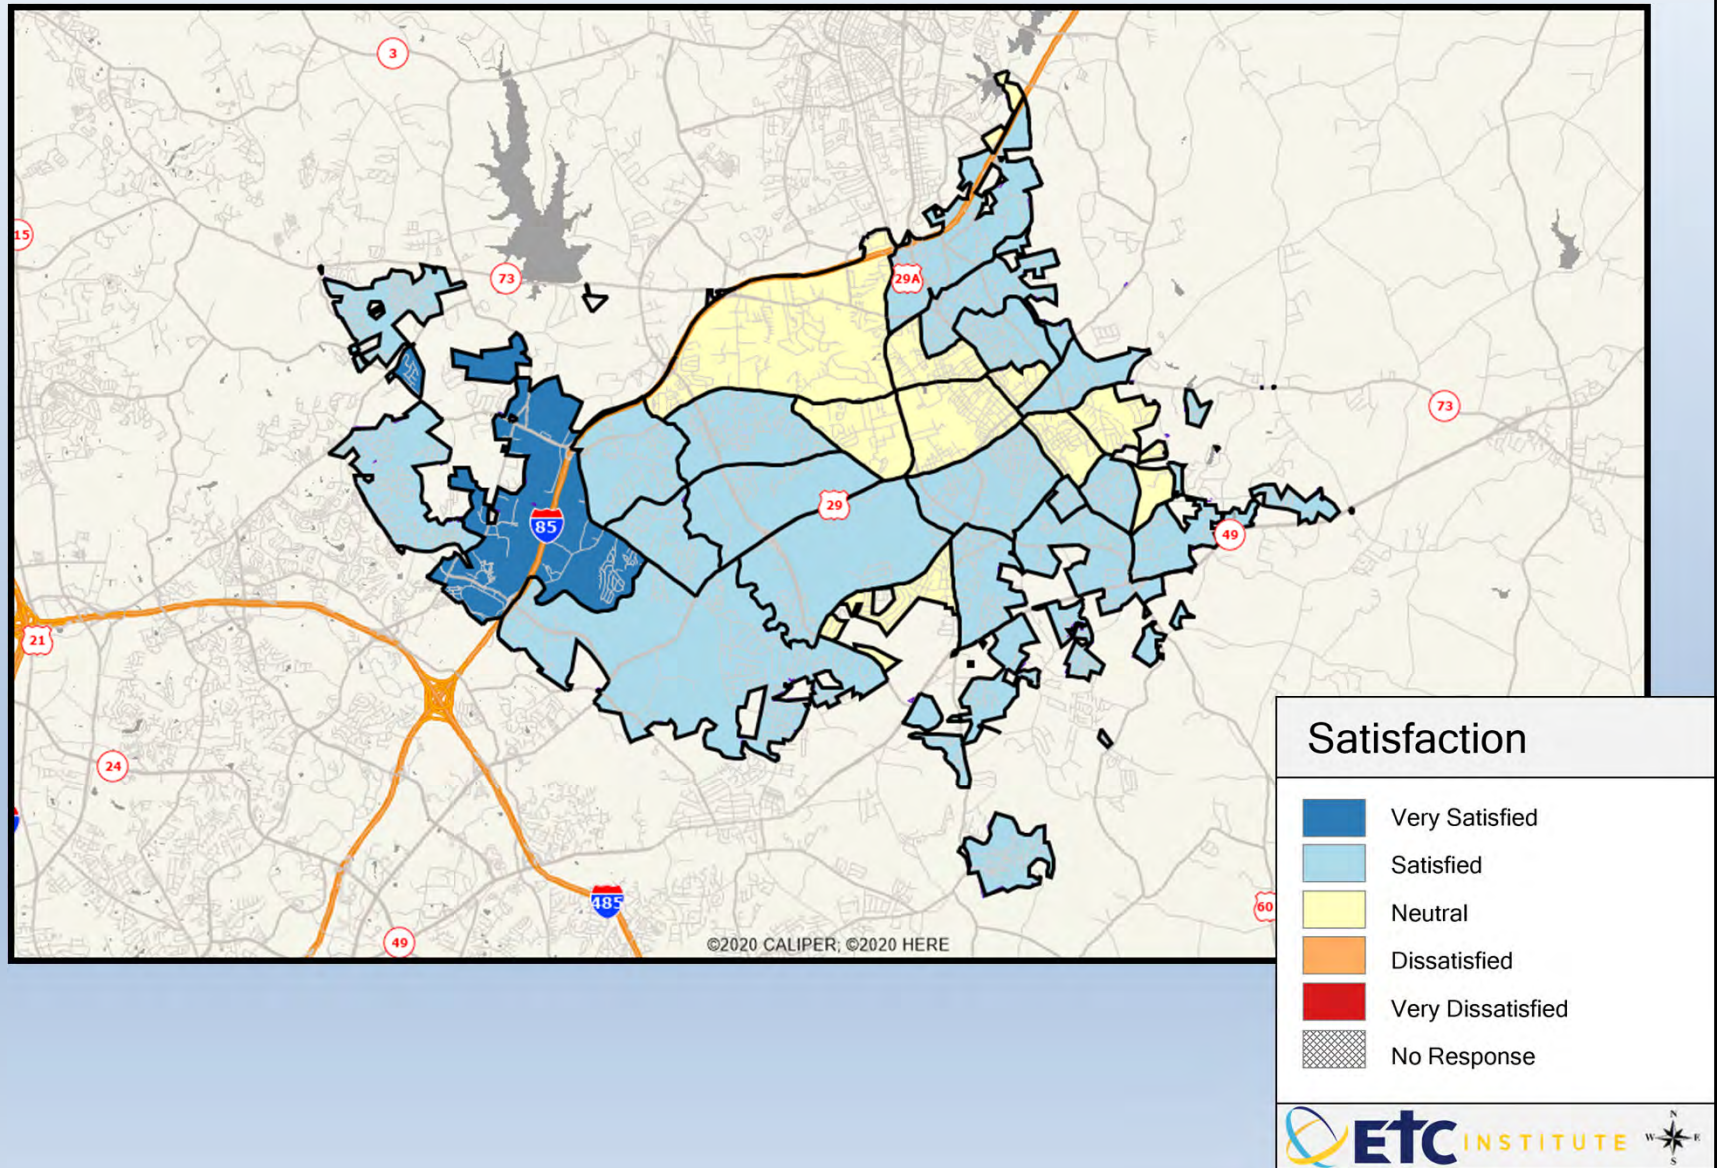 3
15
73
29A
73
29
85
49
21
24
485
60
49
©2020 CALIPER; ©2020 HERE
Satisfaction
Very Satisfied
Satisfied
Neutral
Dissatisfied
Very Dissatisfied
No Response
ETC INSTITUTE
N
W E
S